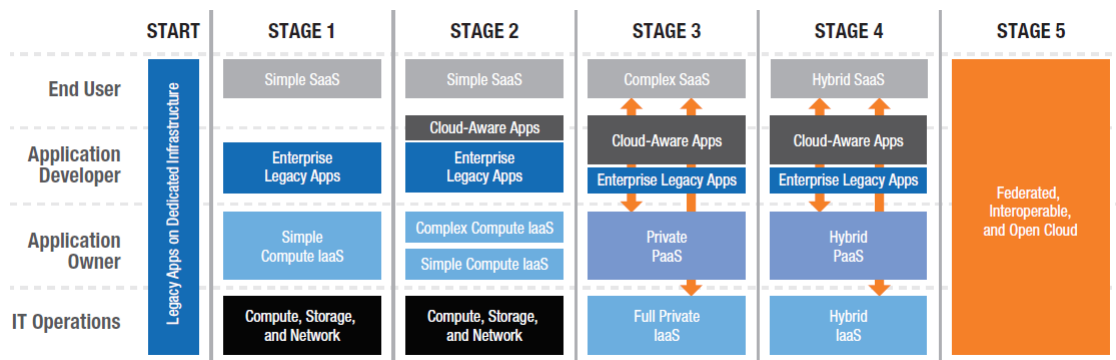 START
STAGE 1
STAGE 2
STAGE 3
STAGE 4
STAGE 5
End User
Application
Developer
Application
Owner
IT Operations
Legacy Apps on Dedicated Infrastructure
Simple SaaS
Enterprise
Legacy Apps
Simple
Compute IaaS
Compute, Storage,
and Network
Simple SaaS
Cloud-Aware Apps
Enterprise
Legacy Apps
Complex Compute IaaS
Simple Compute IaaS
Compute, Storage,
and Network
Complex SaaS
Cloud-Aware Apps
Enterprise Legacy Apps
Private
PaaS
Full Private
IaaS
Hybrid SaaS
Cloud-Aware Apps
Enterprise Legacy Apps
Hybrid
PaaS
Hybrid
IaaS
Federated,
Interoperable,
and Open Cloud